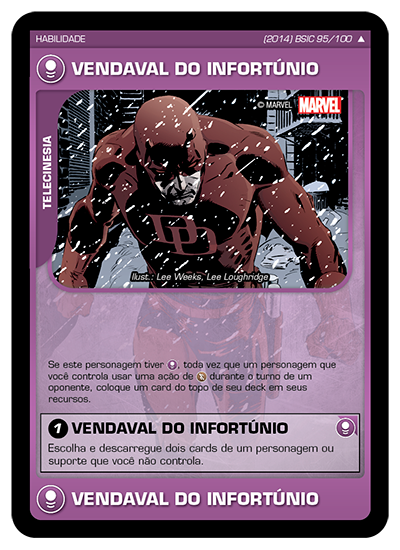 HABILIDADE
(2014) BSIC 95/100 ▲
VENDAVAL DO INFORTÚNIO
© MARVEL MARVEL
TELECINESIA
DD
Ilust.: Lee Weeks, Lee Loughridge
Se este personagem tiver , toda vez que um personagem que
você controla usar uma ação de durante o turno de um
oponente, coloque um card do topo de seu deck em seus
recursos.
1 VENDAVAL DO INFORTÚNIO
Escolha e descarregue dois cards de um personagem ou
suporte que você não controla.
VENDAVAL DO INFORTÚNIO